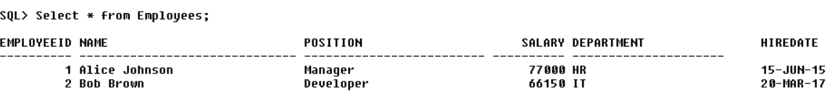 SQL> Select * from Employees;
EMPLOYEEID NAME POSITION SALARY DEPARTMENT HIREDATE
---------- ------------------------------ ------------------------- ---------- --------------------- ---------
1 Alice Johnson Manager 77000 HR 15-JUN-15
2 Bob Brown Developer 66150 IT 20-MAR-17